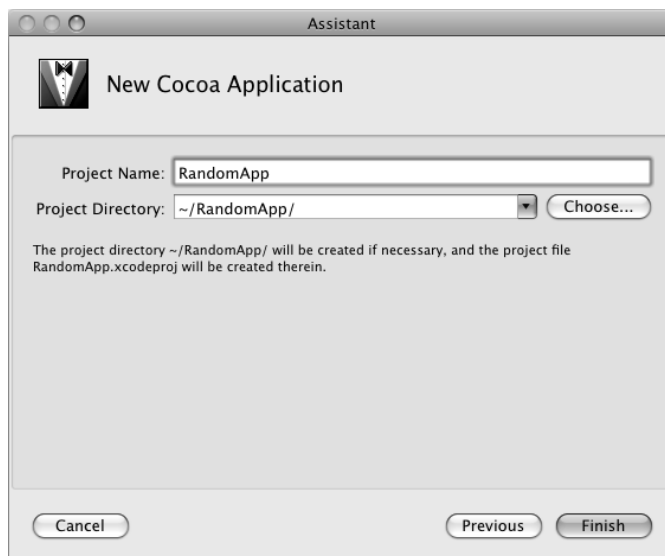 Assistant
New Cocoa Application
Project Name: RandomApp
Project Directory: ~/RandomApp/ Choose...
The project directory ~/RandomApp/ will be created if necessary, and the project file
RandomApp.xcodeproj will be created therein.
Cancel Previous Finish